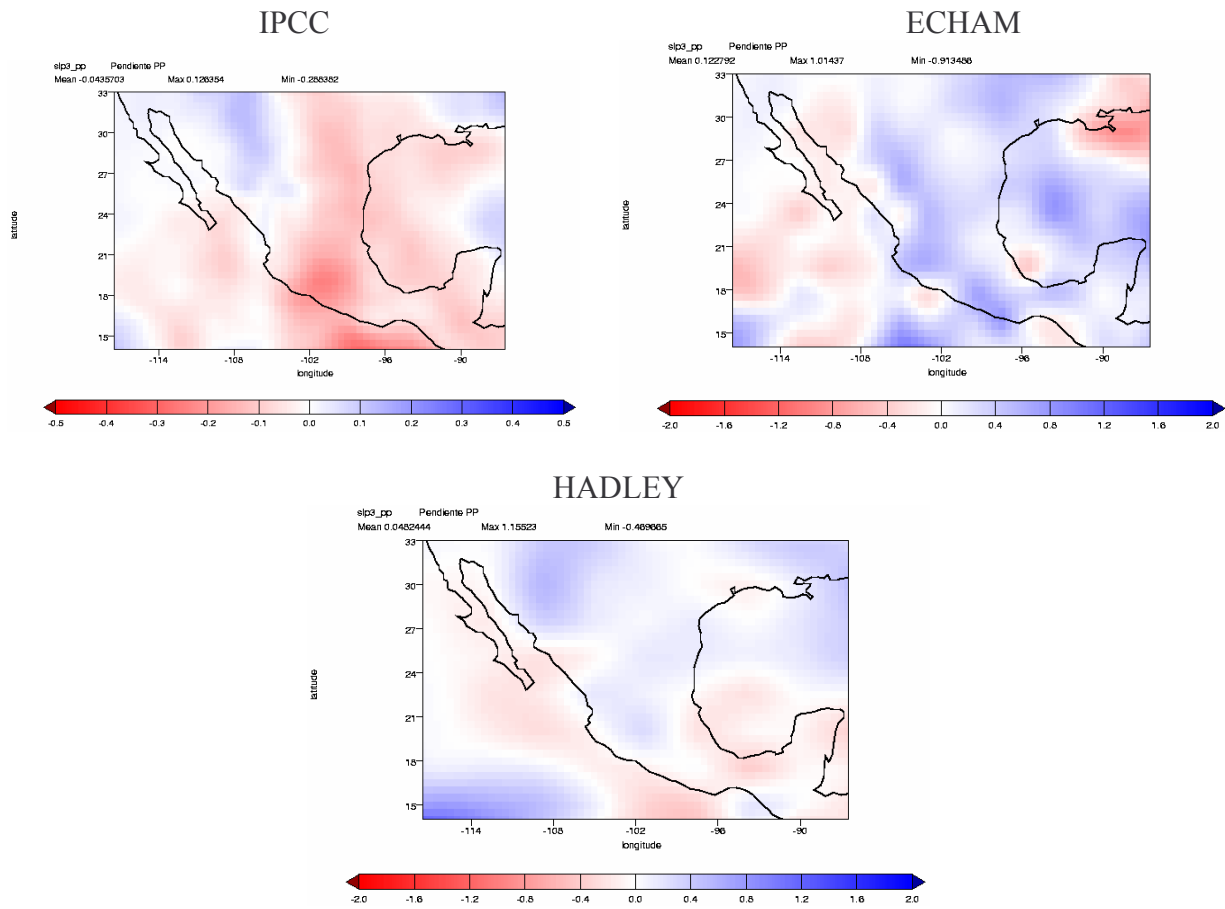 IPCC
slp3_pp Pendiente PP
Mean -0.0435703 Max 0.126354 Min -0.288382
33
30
27
24
21
18
15
latitude
-114 -108 -102 -96 -90
longitude
-0.5 -0.4 -0.3 -0.2 -0.1 0.0 0.1 0.2 0.3 0.4 0.5
ECHAM
slp3_pp Pendiente PP
Mean 0.122792 Max 1.01437 Min -0.913486
33
30
27
24
21
18
15
latitude
-114 -108 -102 -96 -90
longitude
-2.0 -1.6 -1.2 -0.8 -0.4 0.0 0.4 0.8 1.2 1.6 2.0
HADLEY
slp3_pp Pendiente PP
Mean 0.0482444 Max 1.15523 Min -0.489885
33
30
27
24
21
18
15
latitude
-114 -108 -102 -96 -90
longitude
-2.0 -1.6 -1.2 -0.8 -0.4 0.0 0.4 0.8 1.2 1.6 2.0